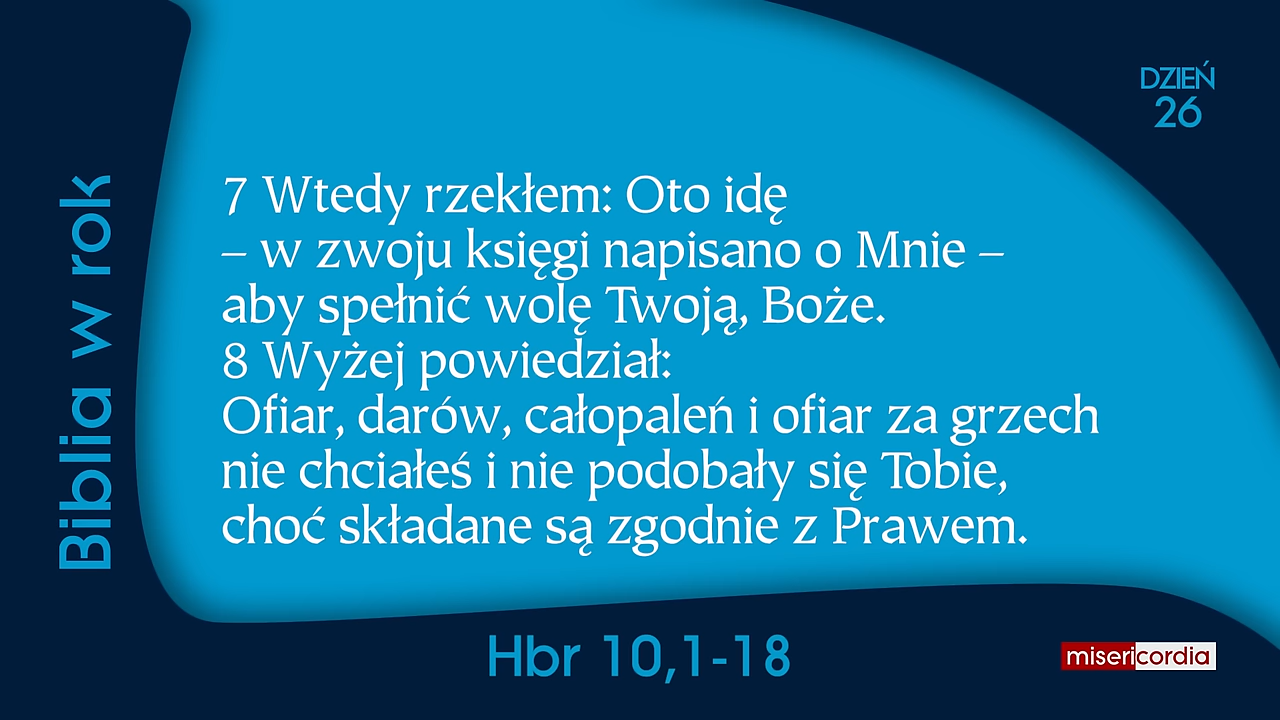 DZIEŃ
26
Biblia w rok
7 Wtedy rzekłem: Oto idę
– w zwoju księgi napisano o Mnie –
aby spełnić wolę Twoją, Boże.
8 Wyżej powiedział:
Ofiar, darów, całopaleń i ofiar za grzech
nie chciałeś i nie podobały się Tobie,
choć składane są zgodnie z Prawem.
Hbr 10,1-18
misericordia